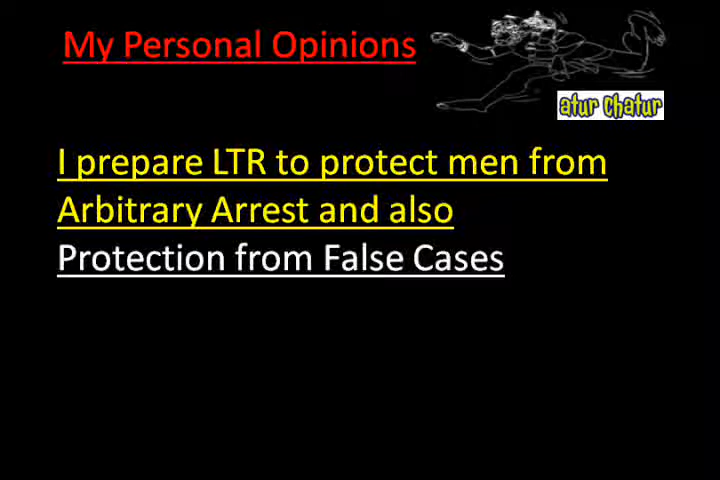 My Personal Opinions
atur chatur
I prepare LTR to protect men from
Arbitrary Arrest and also
Protection from False Cases